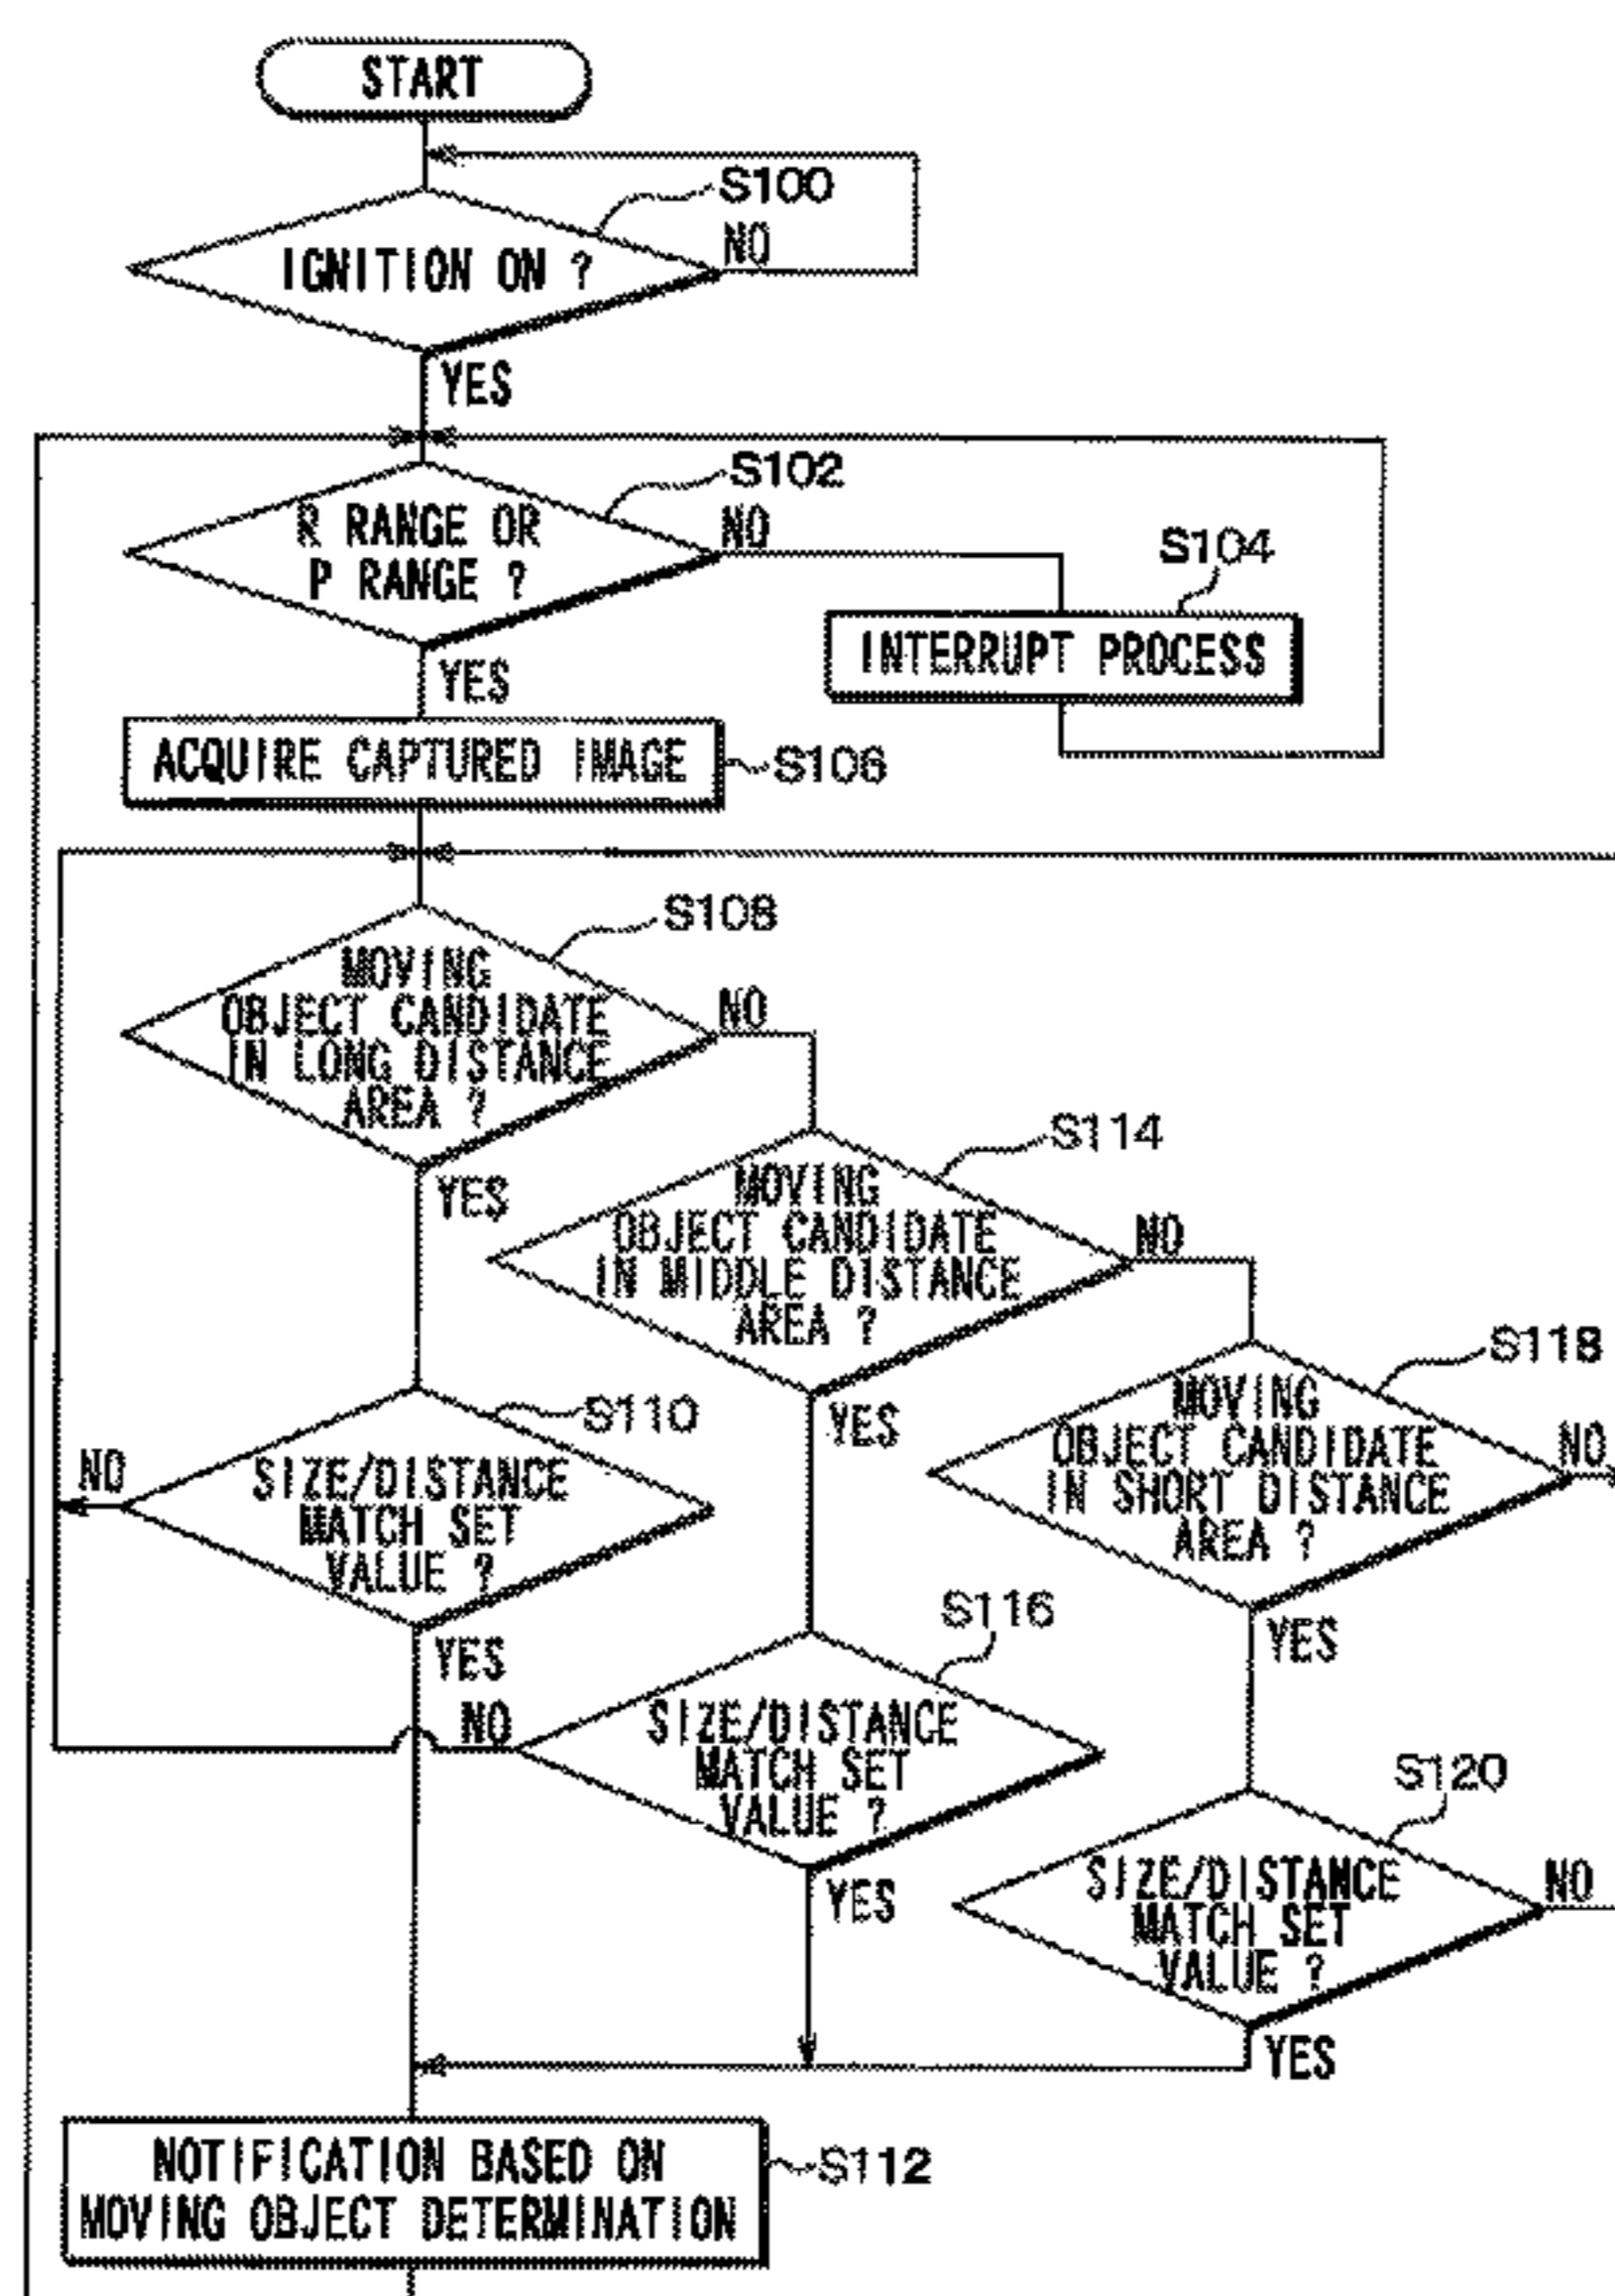 START
S100
IGNITION ON ?
NO
YES
S102
R RANGE OR
P RANGE ?
NO
S104
INTERRUPT PROCESS
YES
ACQUIRE CAPTURED IMAGE
S106
S108
MOVING
OBJECT CANDIDATE
IN LONG DISTANCE
AREA ?
NO
YES
S114
MOVING
OBJECT CANDIDATE
IN MIDDLE DISTANCE
AREA ?
NO
YES
S118
MOVING
OBJECT CANDIDATE
IN SHORT DISTANCE
AREA ?
NO
YES
S110
SIZE/DISTANCE
MATCH SET
VALUE ?
NO
YES
S116
SIZE/DISTANCE
MATCH SET
VALUE ?
NO
YES
S120
SIZE/DISTANCE
MATCH SET
VALUE ?
NO
YES
NOTIFICATION BASED ON
MOVING OBJECT DETERMINATION
S112